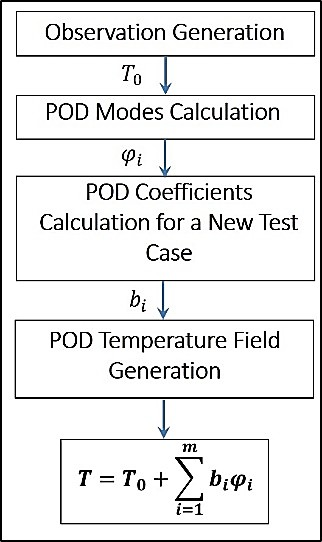 Observation Generation
T₀
POD Modes Calculation
φᵢ
POD Coefficients
Calculation for a New Test
Case
bᵢ
POD Temperature Field
Generation
m
T = T₀ + ∑ bᵢφᵢ
i=1